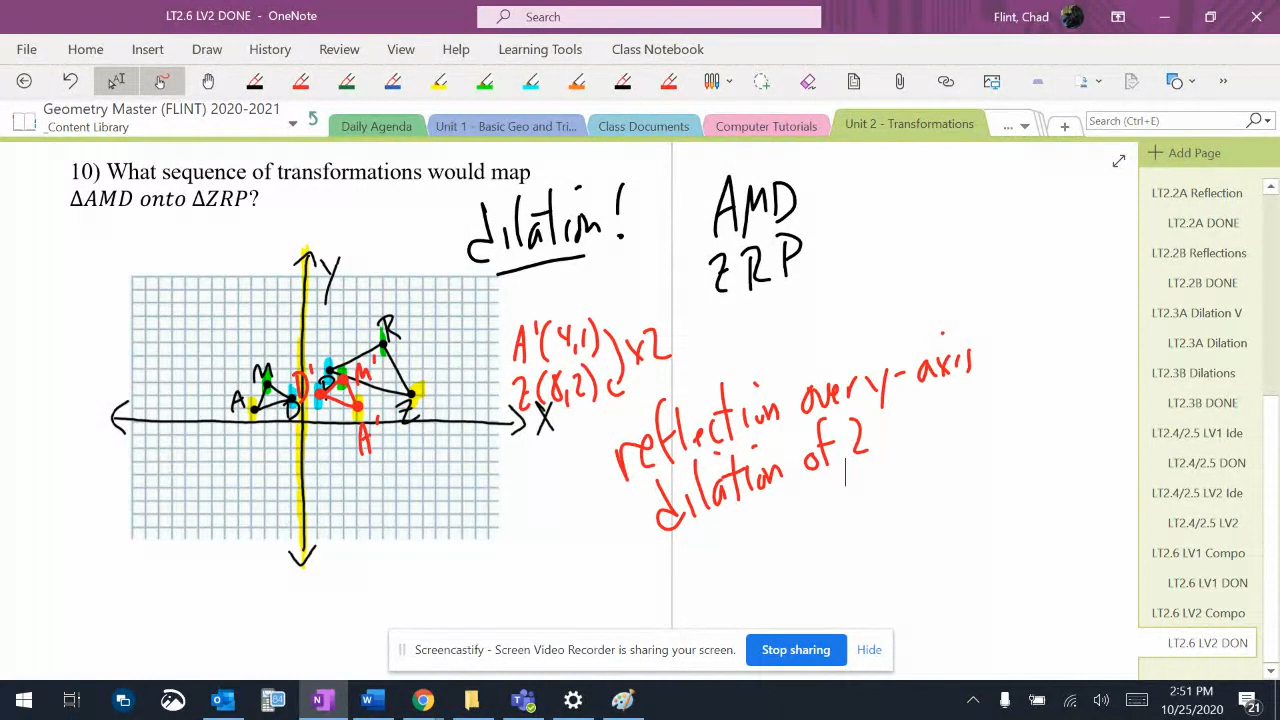 LT2.6 LV2 DONE - OneNote
Search
Flint, Chad
File Home Insert Draw History Review View Help Learning Tools Class Notebook
Geometry Master (FLINT) 2020-2021
_Content Library
Daily Agenda
Unit 1 - Basic Geo and Tri...
Class Documents
Computer Tutorials
Unit 2 - Transformations
...
Search (Ctrl+E)
Add Page
10) What sequence of transformations would map
ΔAMD onto ΔZRP?
dilation!
AMD
ZRP
Y
R
M
D'
P
M'
A
D
Z
X
A'
A'(4,1)
Z(8,2)
x2
reflection over y-axis
dilation of 2
LT2.2A Reflection
LT2.2A DONE
LT2.2B Reflections
LT2.2B DONE
LT2.3A Dilation V
LT2.3A Dilation
LT2.3B Dilations
LT2.3B DONE
LT2.4/2.5 LV1 Ide
LT2.4/2.5 DON
LT2.4/2.5 LV2 Ide
LT2.4/2.5 LV2
LT2.6 LV1 Compo
LT2.6 LV1 DON
LT2.6 LV2 Compo
LT2.6 LV2 DON
Screencastify - Screen Video Recorder is sharing your screen.
Stop sharing
Hide
2:51 PM
10/25/2020
21